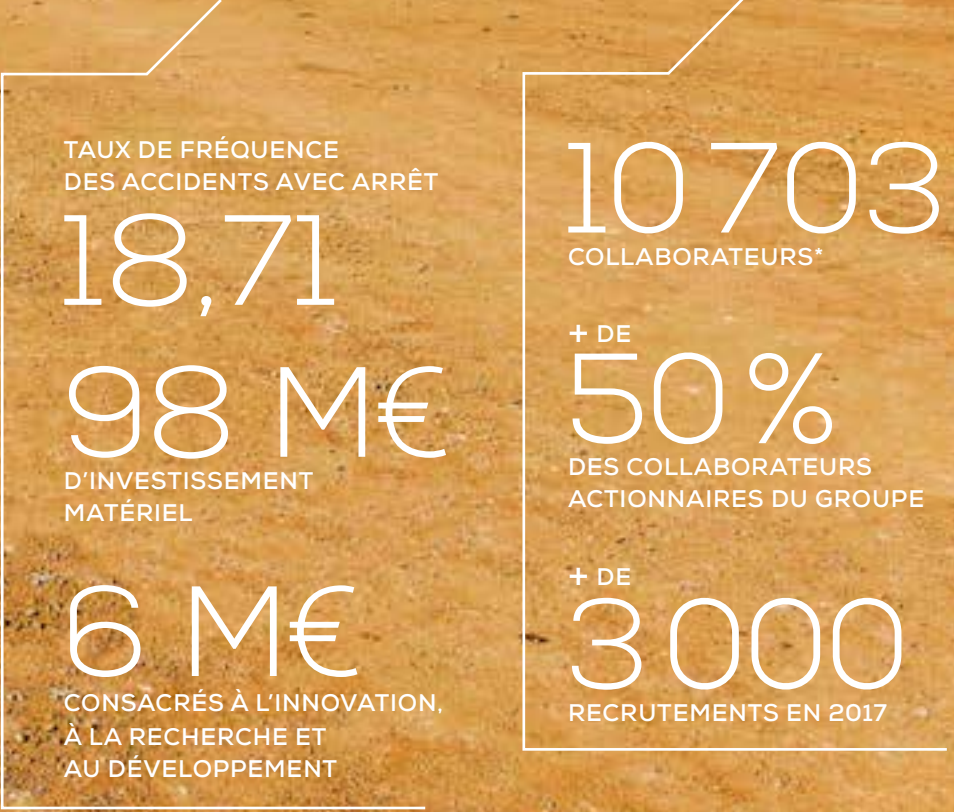 TAUX DE FRÉQUENCE
DES ACCIDENTS AVEC ARRÊT
18,71
98 M€
D'INVESTISSEMENT
MATÉRIEL
6 M€
CONSACRÉS À L'INNOVATION,
À LA RECHERCHE ET
AU DÉVELOPPEMENT
10 703
COLLABORATEURS*
+ DE
50 %
DES COLLABORATEURS
ACTIONNAIRES DU GROUPE
+ DE
3 000
RECRUTEMENTS EN 2017